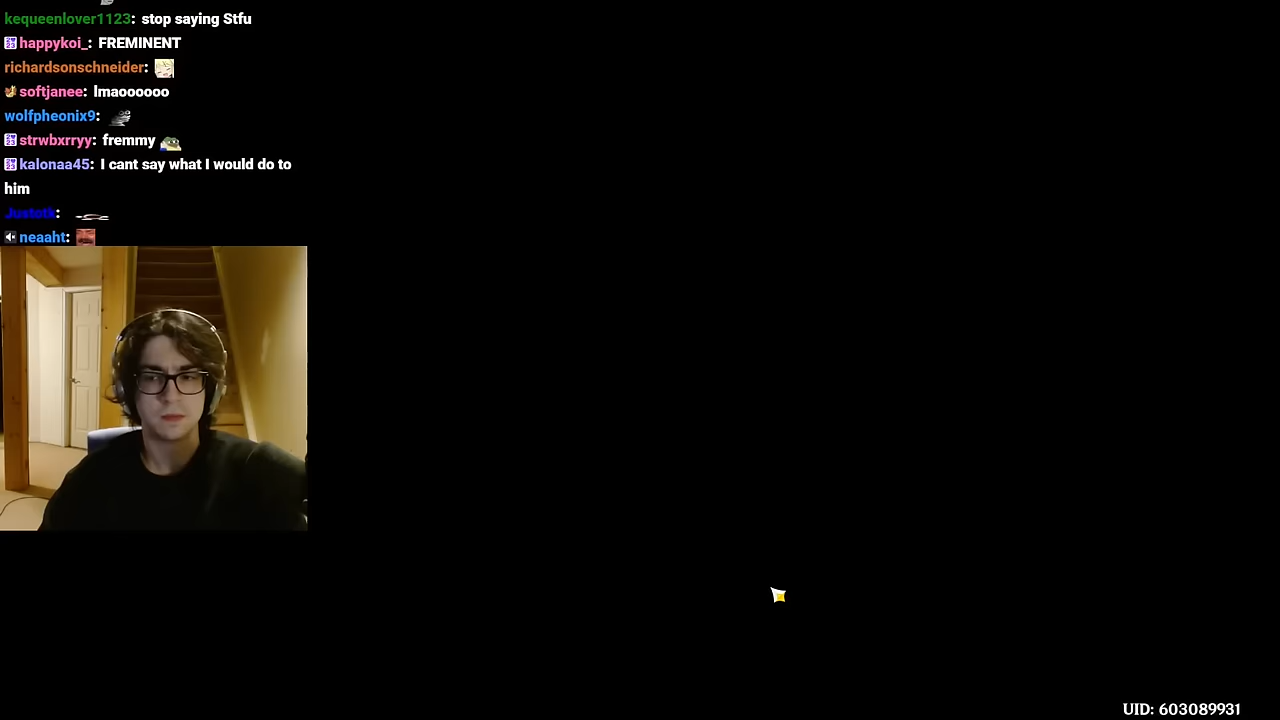 kequeenlover1123: stop saying Stfu
happykoi_: FREMINENT
richardsonschneider:
softjanee: lmaoooooo
wolfpheonix9:
strwbxrryy: fremmy
kalonaa45: I cant say what I would do to
him
Justotk:
neaaht:
UID: 603089931